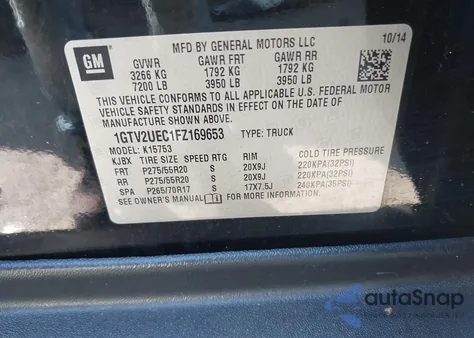 GM
MFD BY GENERAL MOTORS LLC 10/14
GVWR GAWR FRT GAWR RR
3266 KG 1792 KG 1792 KG
7200 LB 3950 LB 3950 LB
THIS VEHICLE CONFORMS TO ALL APPLICABLE U.S. FEDERAL MOTOR
VEHICLE SAFETY STANDARDS IN EFFECT ON THE DATE OF
MANUFACTURE SHOWN ABOVE.
1GTV2UEC1FZ169653 TYPE: TRUCK
MODEL: K15753
KJBX TIRE SIZE SPEED RTG RIM COLD TIRE PRESSURE
FRT P275/55R20 S 20X9J 220KPA(32PSI)
RR P275/55R20 S 20X9J 220KPA(32PSI)
SP P265/70R17 S 17X7.5J 240KPA(35PSI)
SEE OWNER'S MANUAL
autoSnap